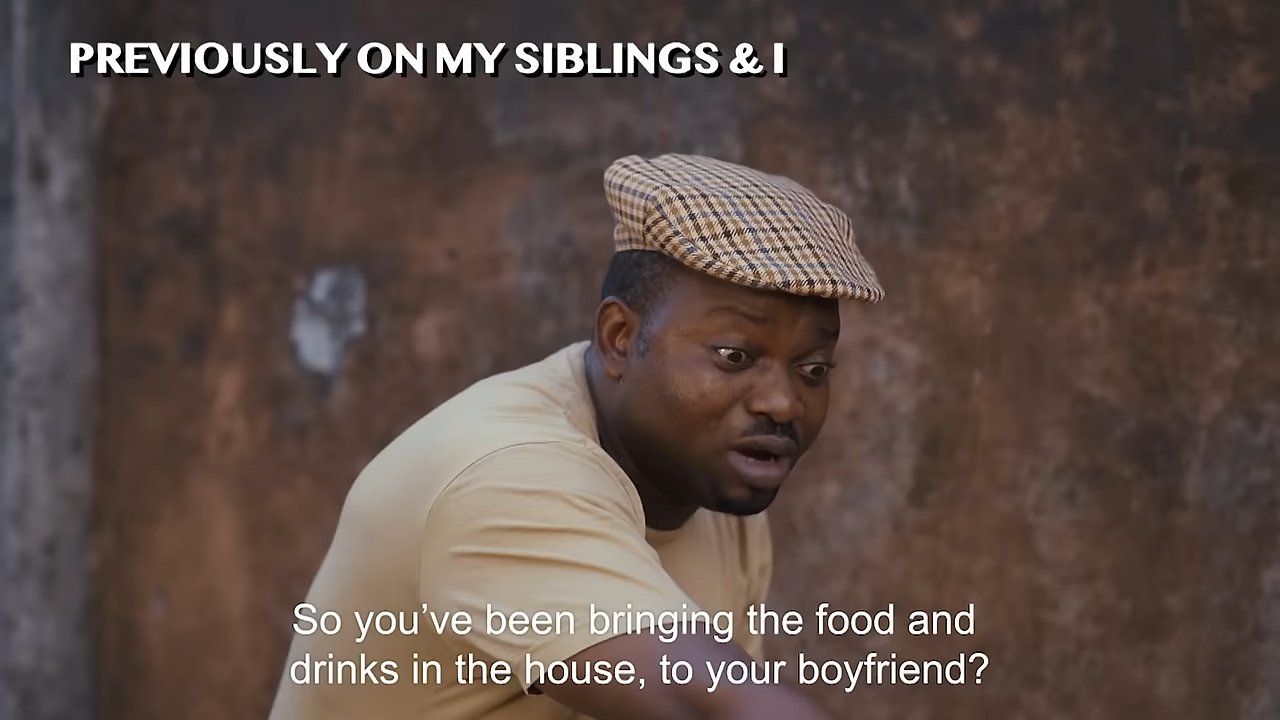 PREVIOUSLY ON MY SIBLINGS & I
So you’ve been bringing the food and
drinks in the house, to your boyfriend?